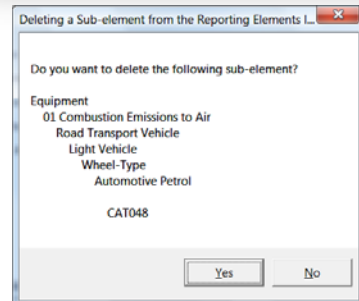 Deleting a Sub-element from the Reporting Elements l...
Do you want to delete the following sub-element?
Equipment
01 Combustion Emissions to Air
Road Transport Vehicle
Light Vehicle
Wheel-Type
Automotive Petrol
CAT048
Yes No